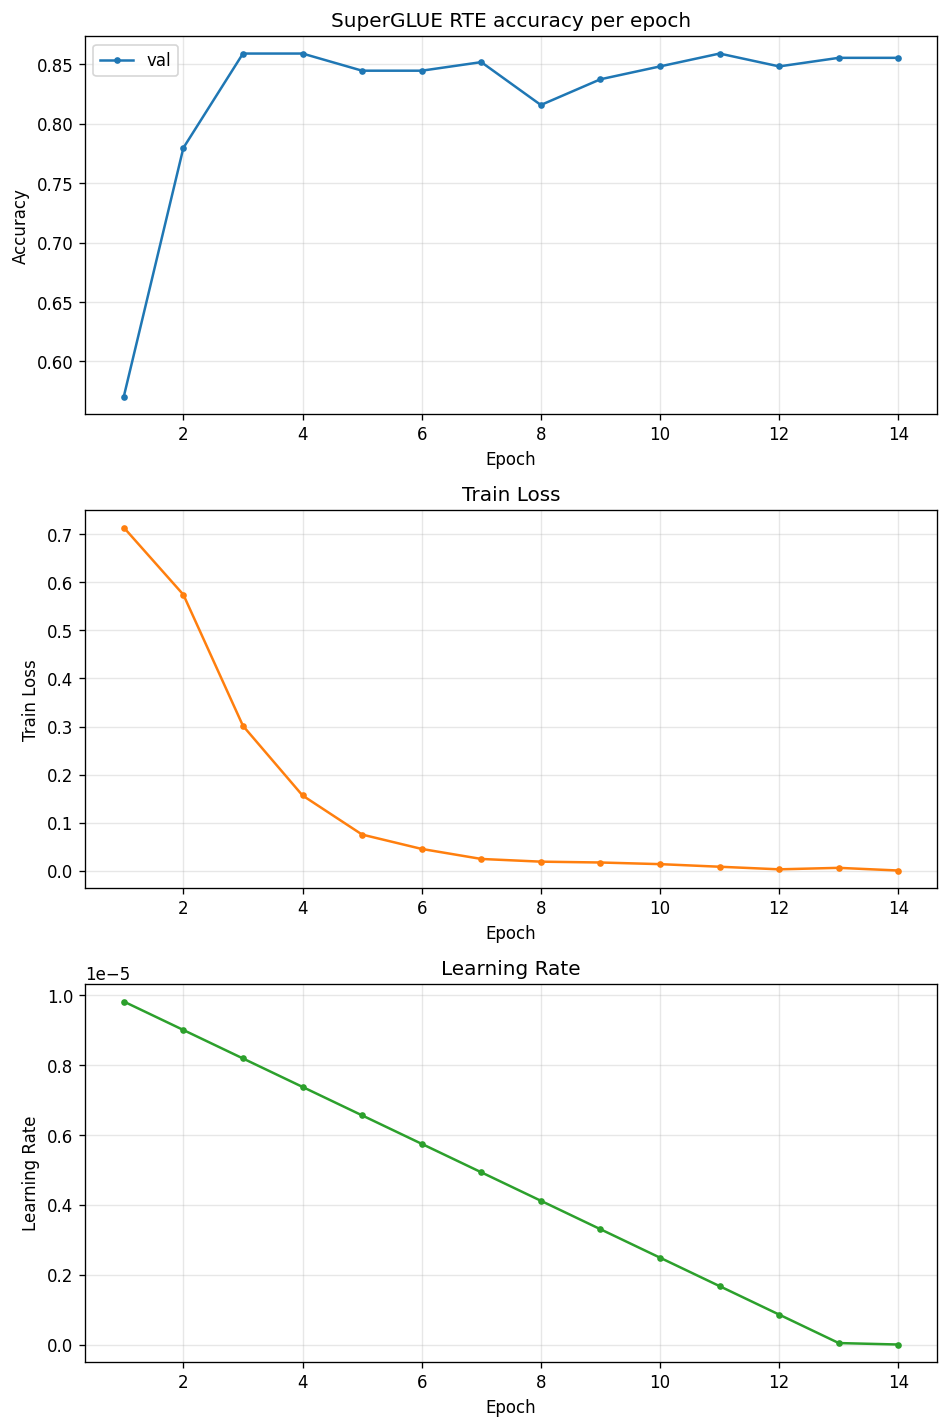 SuperGLUE RTE accuracy per epoch
val
0.85
0.80
0.75
0.70
0.65
0.60
Accuracy
2 4 6 8 10 12 14
Epoch
Train Loss
0.7
0.6
0.5
0.4
0.3
0.2
0.1
0.0
Train Loss
2 4 6 8 10 12 14
Epoch
Learning Rate
1e−5
1.0
0.8
0.6
0.4
0.2
0.0
Learning Rate
2 4 6 8 10 12 14
Epoch